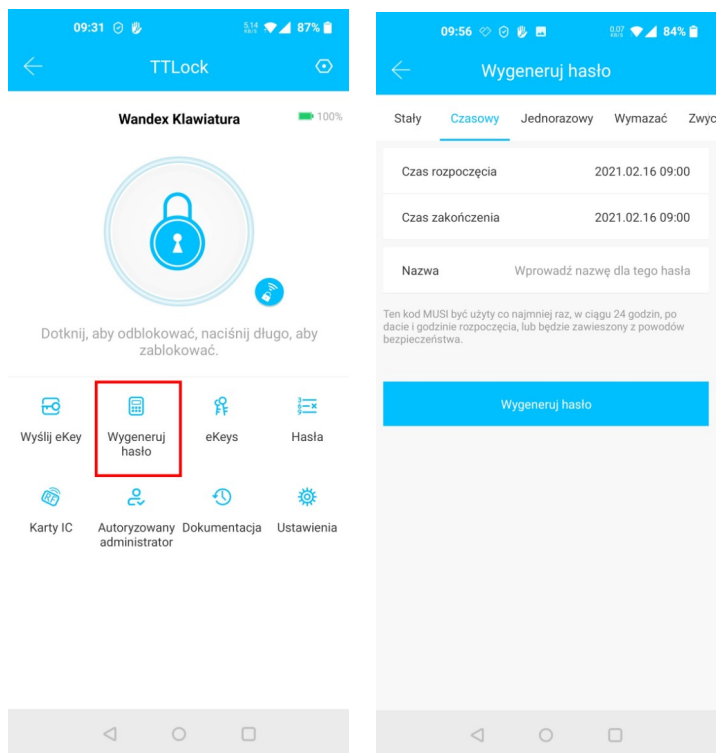 09:31 5.14 KB/S 87%
TTLock
Wandex Klawiatura 100%
Dotknij, aby odblokować, naciśnij długo, aby
zablokować.
Wyślij eKey Wygeneruj eKeys Hasła
hasło
RF
Karty IC Autoryzowany Dokumentacja Ustawienia
administrator
09:56 0.07 KB/S 84%
Wygeneruj hasło
Stały Czasowy Jednorazowy Wymazać Zwyc
Czas rozpoczęcia 2021.02.16 09:00
Czas zakończenia 2021.02.16 09:00
Nazwa Wprowadź nazwę dla tego hasła
Ten kod MUSI być użyty co najmniej raz, w ciągu 24 godzin, po
dacie i godzinie rozpoczęcia, lub będzie zawieszony z powodów
bezpieczeństwa.
Wygeneruj hasło